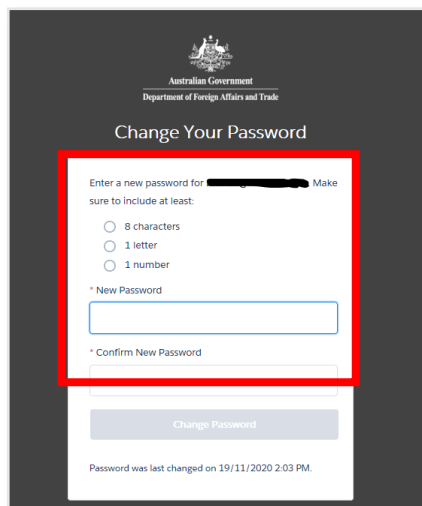 Australian Government
Department of Foreign Affairs and Trade
Change Your Password
Enter a new password for Make
sure to include at least:
8 characters
1 letter
1 number
* New Password
* Confirm New Password
Change Password
Password was last changed on 19/11/2020 2:03 PM.